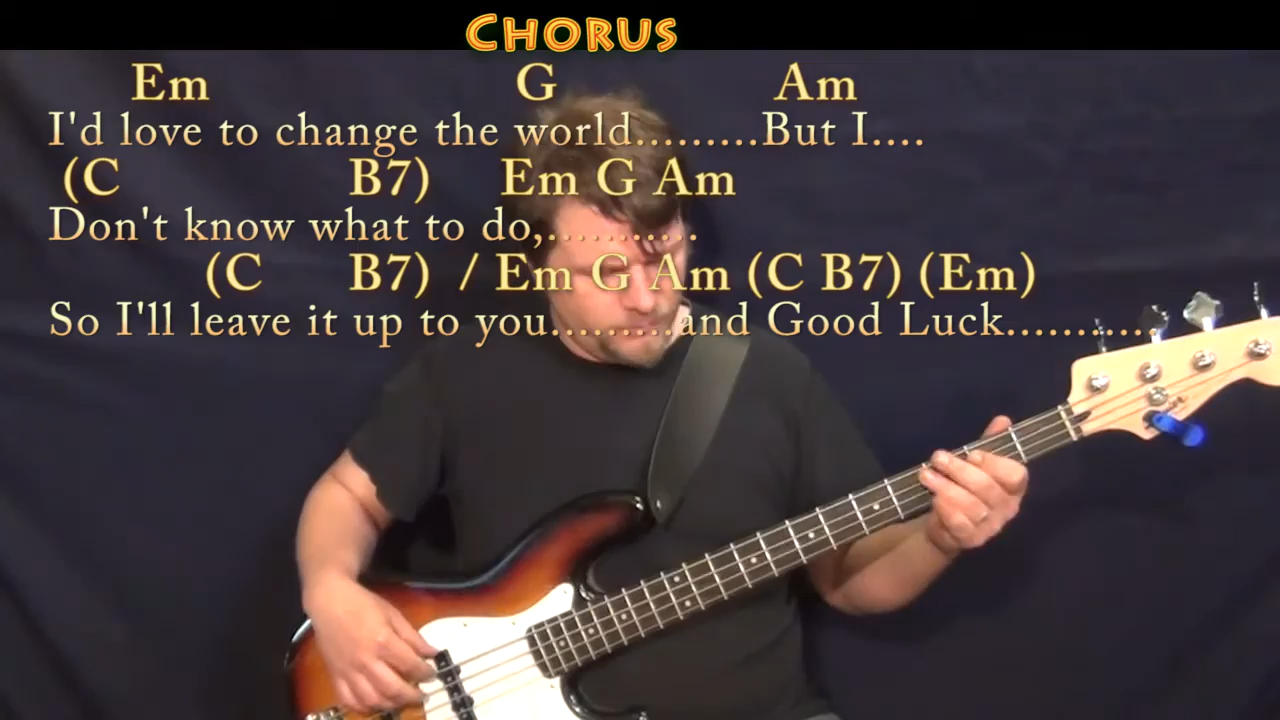 CHORUS
Em G Am
I'd love to change the world.........But I....
(C B7) Em G Am
Don't know what to do,...........
(C B7) / Em G Am (C B7) (Em)
So I'll leave it up to you.........and Good Luck...........